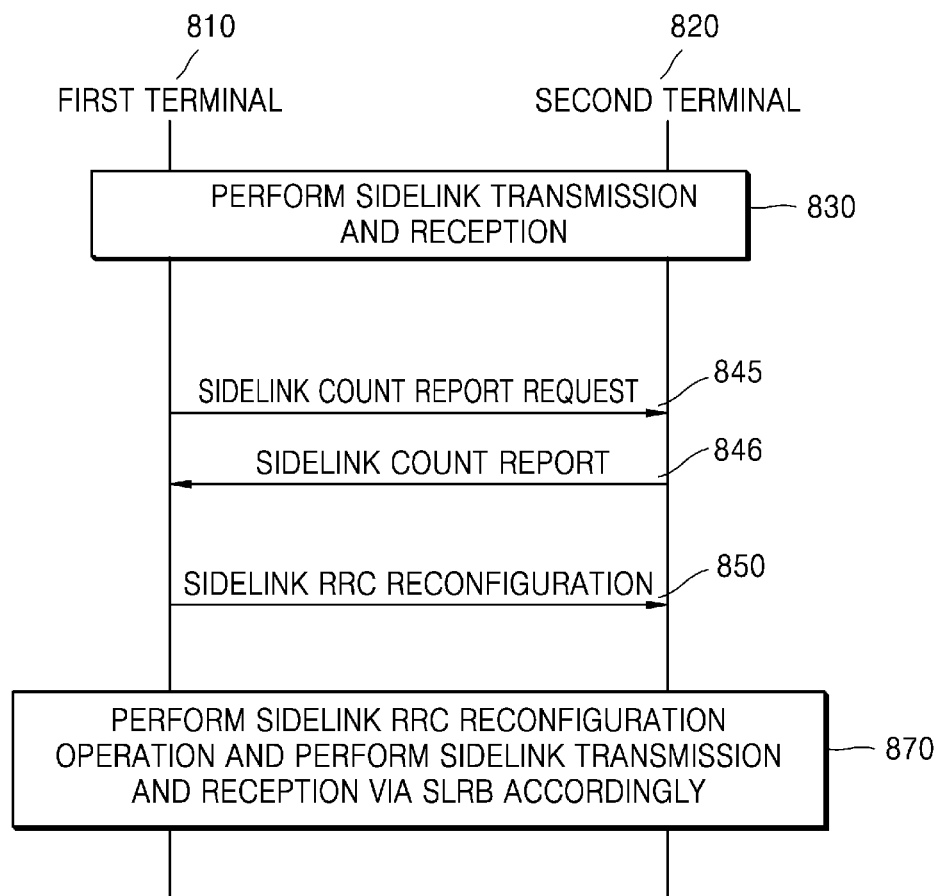 810
820
FIRST TERMINAL
SECOND TERMINAL
PERFORM SIDELINK TRANSMISSION
AND RECEPTION
830
SIDELINK COUNT REPORT REQUEST
845
SIDELINK COUNT REPORT
846
SIDELINK RRC RECONFIGURATION
850
PERFORM SIDELINK RRC RECONFIGURATION
OPERATION AND PERFORM SIDELINK TRANSMISSION
AND RECEPTION VIA SLRB ACCORDINGLY
870